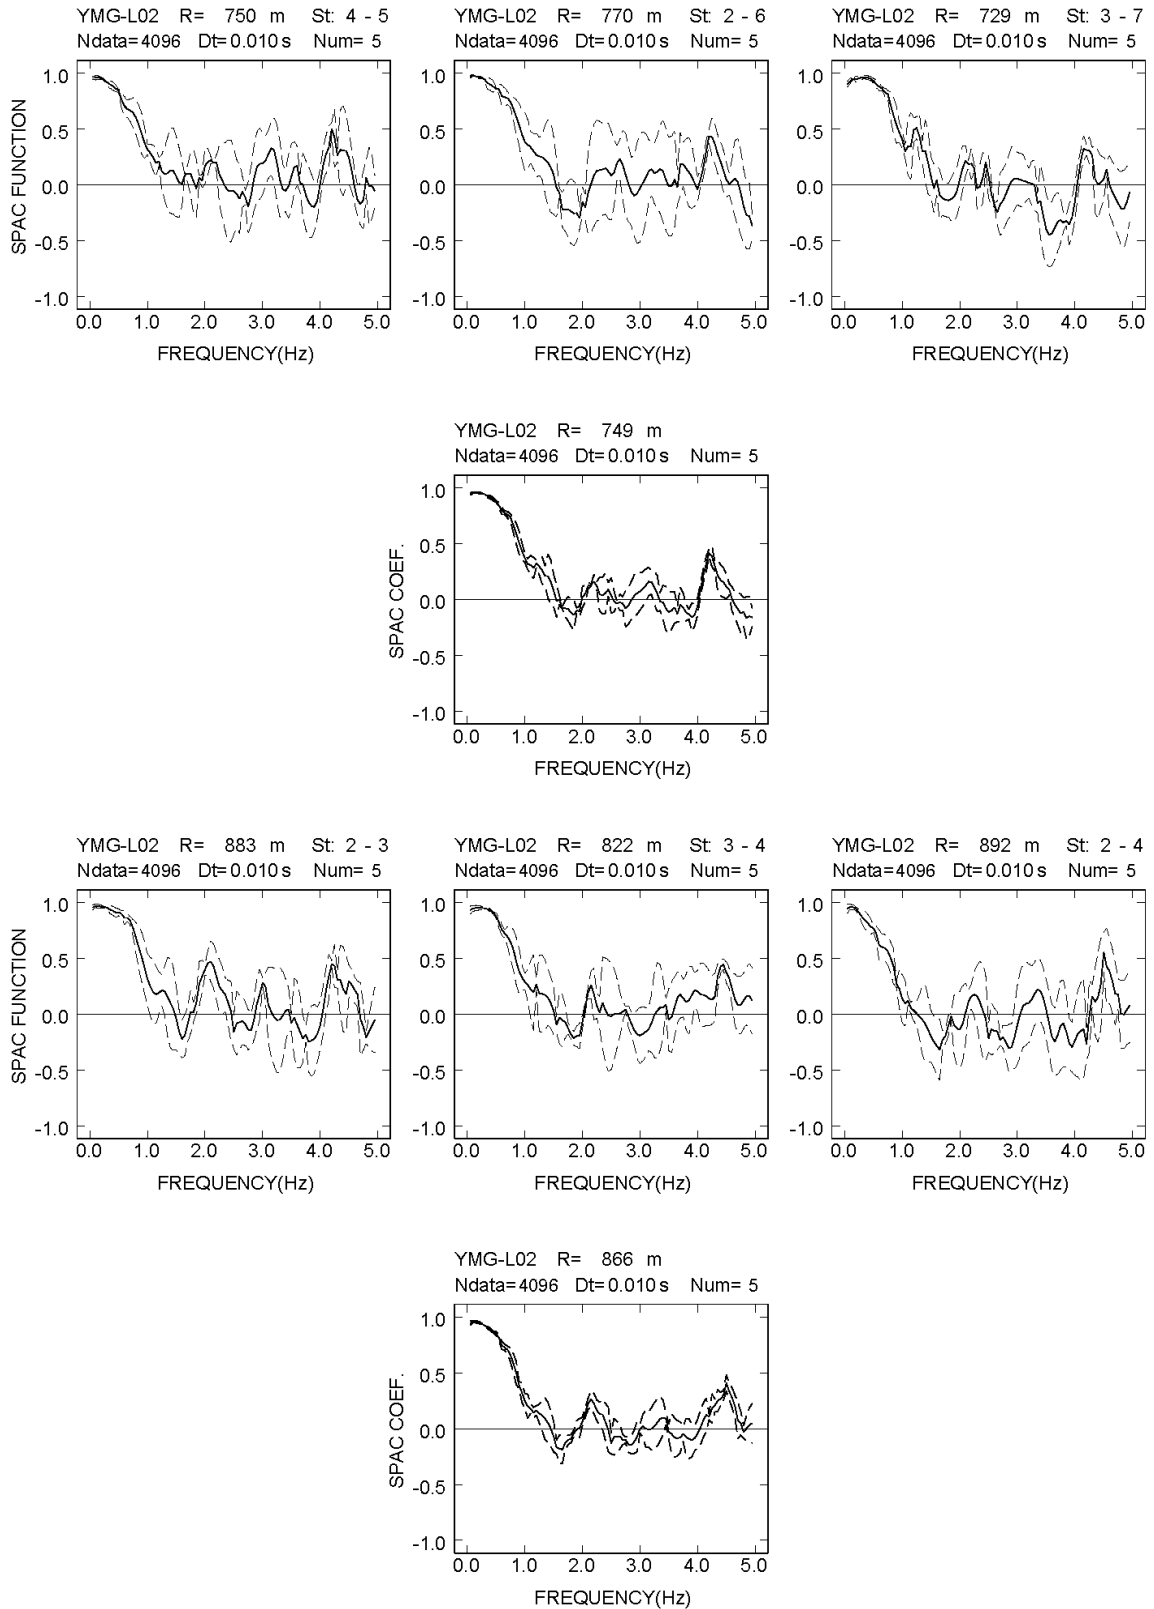 YMG-L02 R= 750 m St: 4 - 5
Ndata=4096 Dt=0.010 s Num= 5
SPAC FUNCTION
1.0
0.5
0.0
-0.5
-1.0
0.0 1.0 2.0 3.0 4.0 5.0
FREQUENCY(Hz)
YMG-L02 R= 770 m St: 2 - 6
Ndata=4096 Dt=0.010 s Num= 5
1.0
0.5
0.0
-0.5
-1.0
0.0 1.0 2.0 3.0 4.0 5.0
FREQUENCY(Hz)
YMG-L02 R= 729 m St: 3 - 7
Ndata=4096 Dt=0.010 s Num= 5
1.0
0.5
0.0
-0.5
-1.0
0.0 1.0 2.0 3.0 4.0 5.0
FREQUENCY(Hz)
YMG-L02 R= 749 m
Ndata=4096 Dt=0.010 s Num= 5
SPAC COEF.
1.0
0.5
0.0
-0.5
-1.0
0.0 1.0 2.0 3.0 4.0 5.0
FREQUENCY(Hz)
YMG-L02 R= 883 m St: 2 - 3
Ndata=4096 Dt=0.010 s Num= 5
SPAC FUNCTION
1.0
0.5
0.0
-0.5
-1.0
0.0 1.0 2.0 3.0 4.0 5.0
FREQUENCY(Hz)
YMG-L02 R= 822 m St: 3 - 4
Ndata=4096 Dt=0.010 s Num= 5
1.0
0.5
0.0
-0.5
-1.0
0.0 1.0 2.0 3.0 4.0 5.0
FREQUENCY(Hz)
YMG-L02 R= 892 m St: 2 - 4
Ndata=4096 Dt=0.010 s Num= 5
1.0
0.5
0.0
-0.5
-1.0
0.0 1.0 2.0 3.0 4.0 5.0
FREQUENCY(Hz)
YMG-L02 R= 866 m
Ndata=4096 Dt=0.010 s Num= 5
SPAC COEF.
1.0
0.5
0.0
-0.5
-1.0
0.0 1.0 2.0 3.0 4.0 5.0
FREQUENCY(Hz)